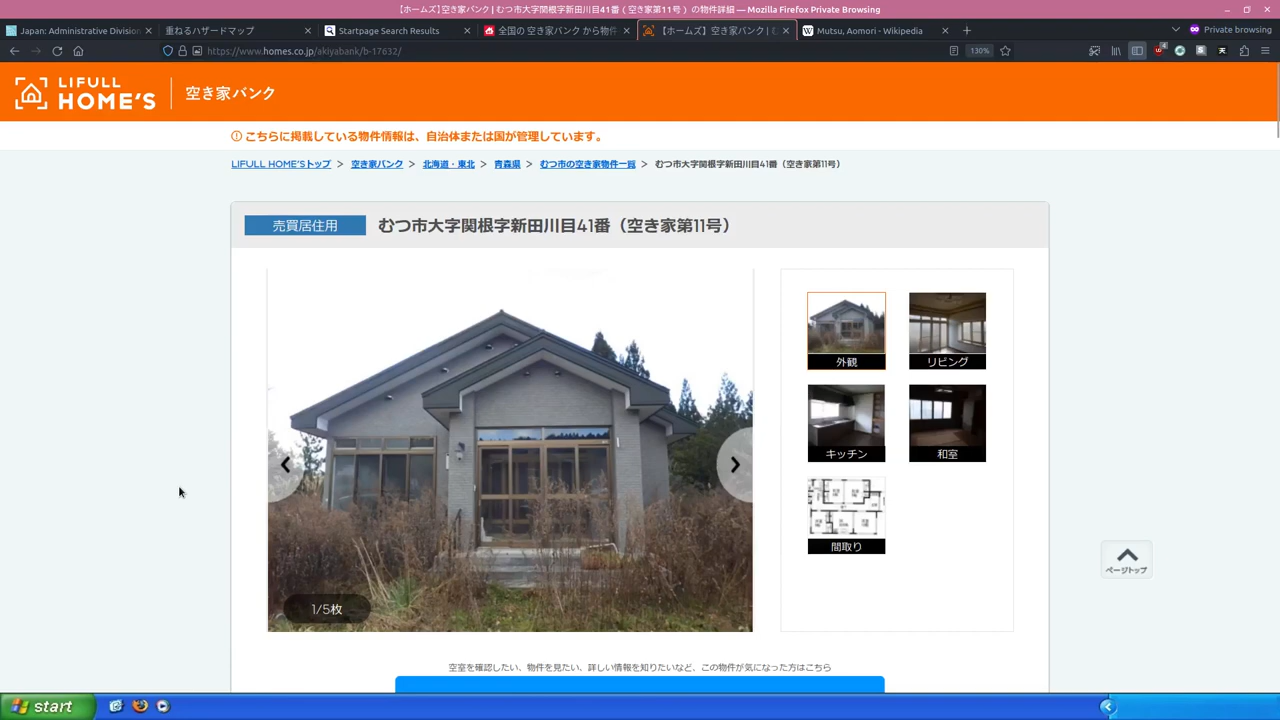 【ホームズ】空き家バンク | むつ市大字関根字新田川目41番（空き家第11号）の物件詳細 — Mozilla Firefox Private Browsing
Japan: Administrative Division
重ねるハザードマップ
Startpage Search Results
全国の 空き家バンク から物件
【ホームズ】空き家バンク | む
Mutsu, Aomori - Wikipedia
Private browsing
https://www.homes.co.jp/akiyabank/b-17632/
130%
4
LIFULL
HOME'S
空き家バンク
こちらに掲載している物件情報は、自治体または国が管理しています。
LIFULL HOME'Sトップ > 空き家バンク > 北海道・東北 > 青森県 > むつ市の空き家物件一覧 > むつ市大字関根字新田川目41番（空き家第11号）
売買居住用
むつ市大字関根字新田川目41番（空き家第11号）
外観
リビング
キッチン
和室
間取り
1/5枚
ページトップ
空室を確認したい、物件を見たい、詳しい情報を知りたいなど、この物件が気になった方はこちら
start